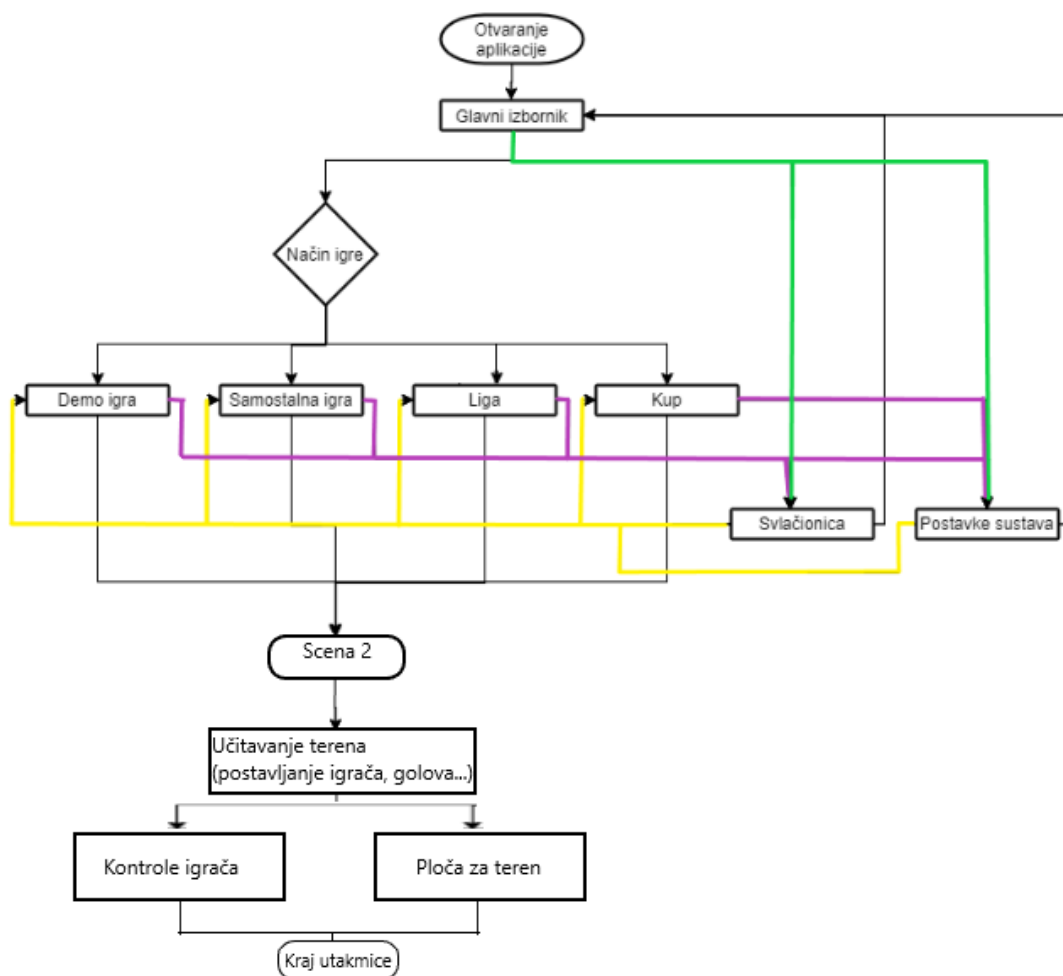 Otvaranje
aplikacije
Glavni izbornik
Način igre
Demo igra
Samostalna igra
Liga
Kup
Svlačionica
Postavke sustava
Scena 2
Učitavanje terena
(postavljanje igrača, golova...)
Kontrole igrača
Ploča za teren
Kraj utakmice